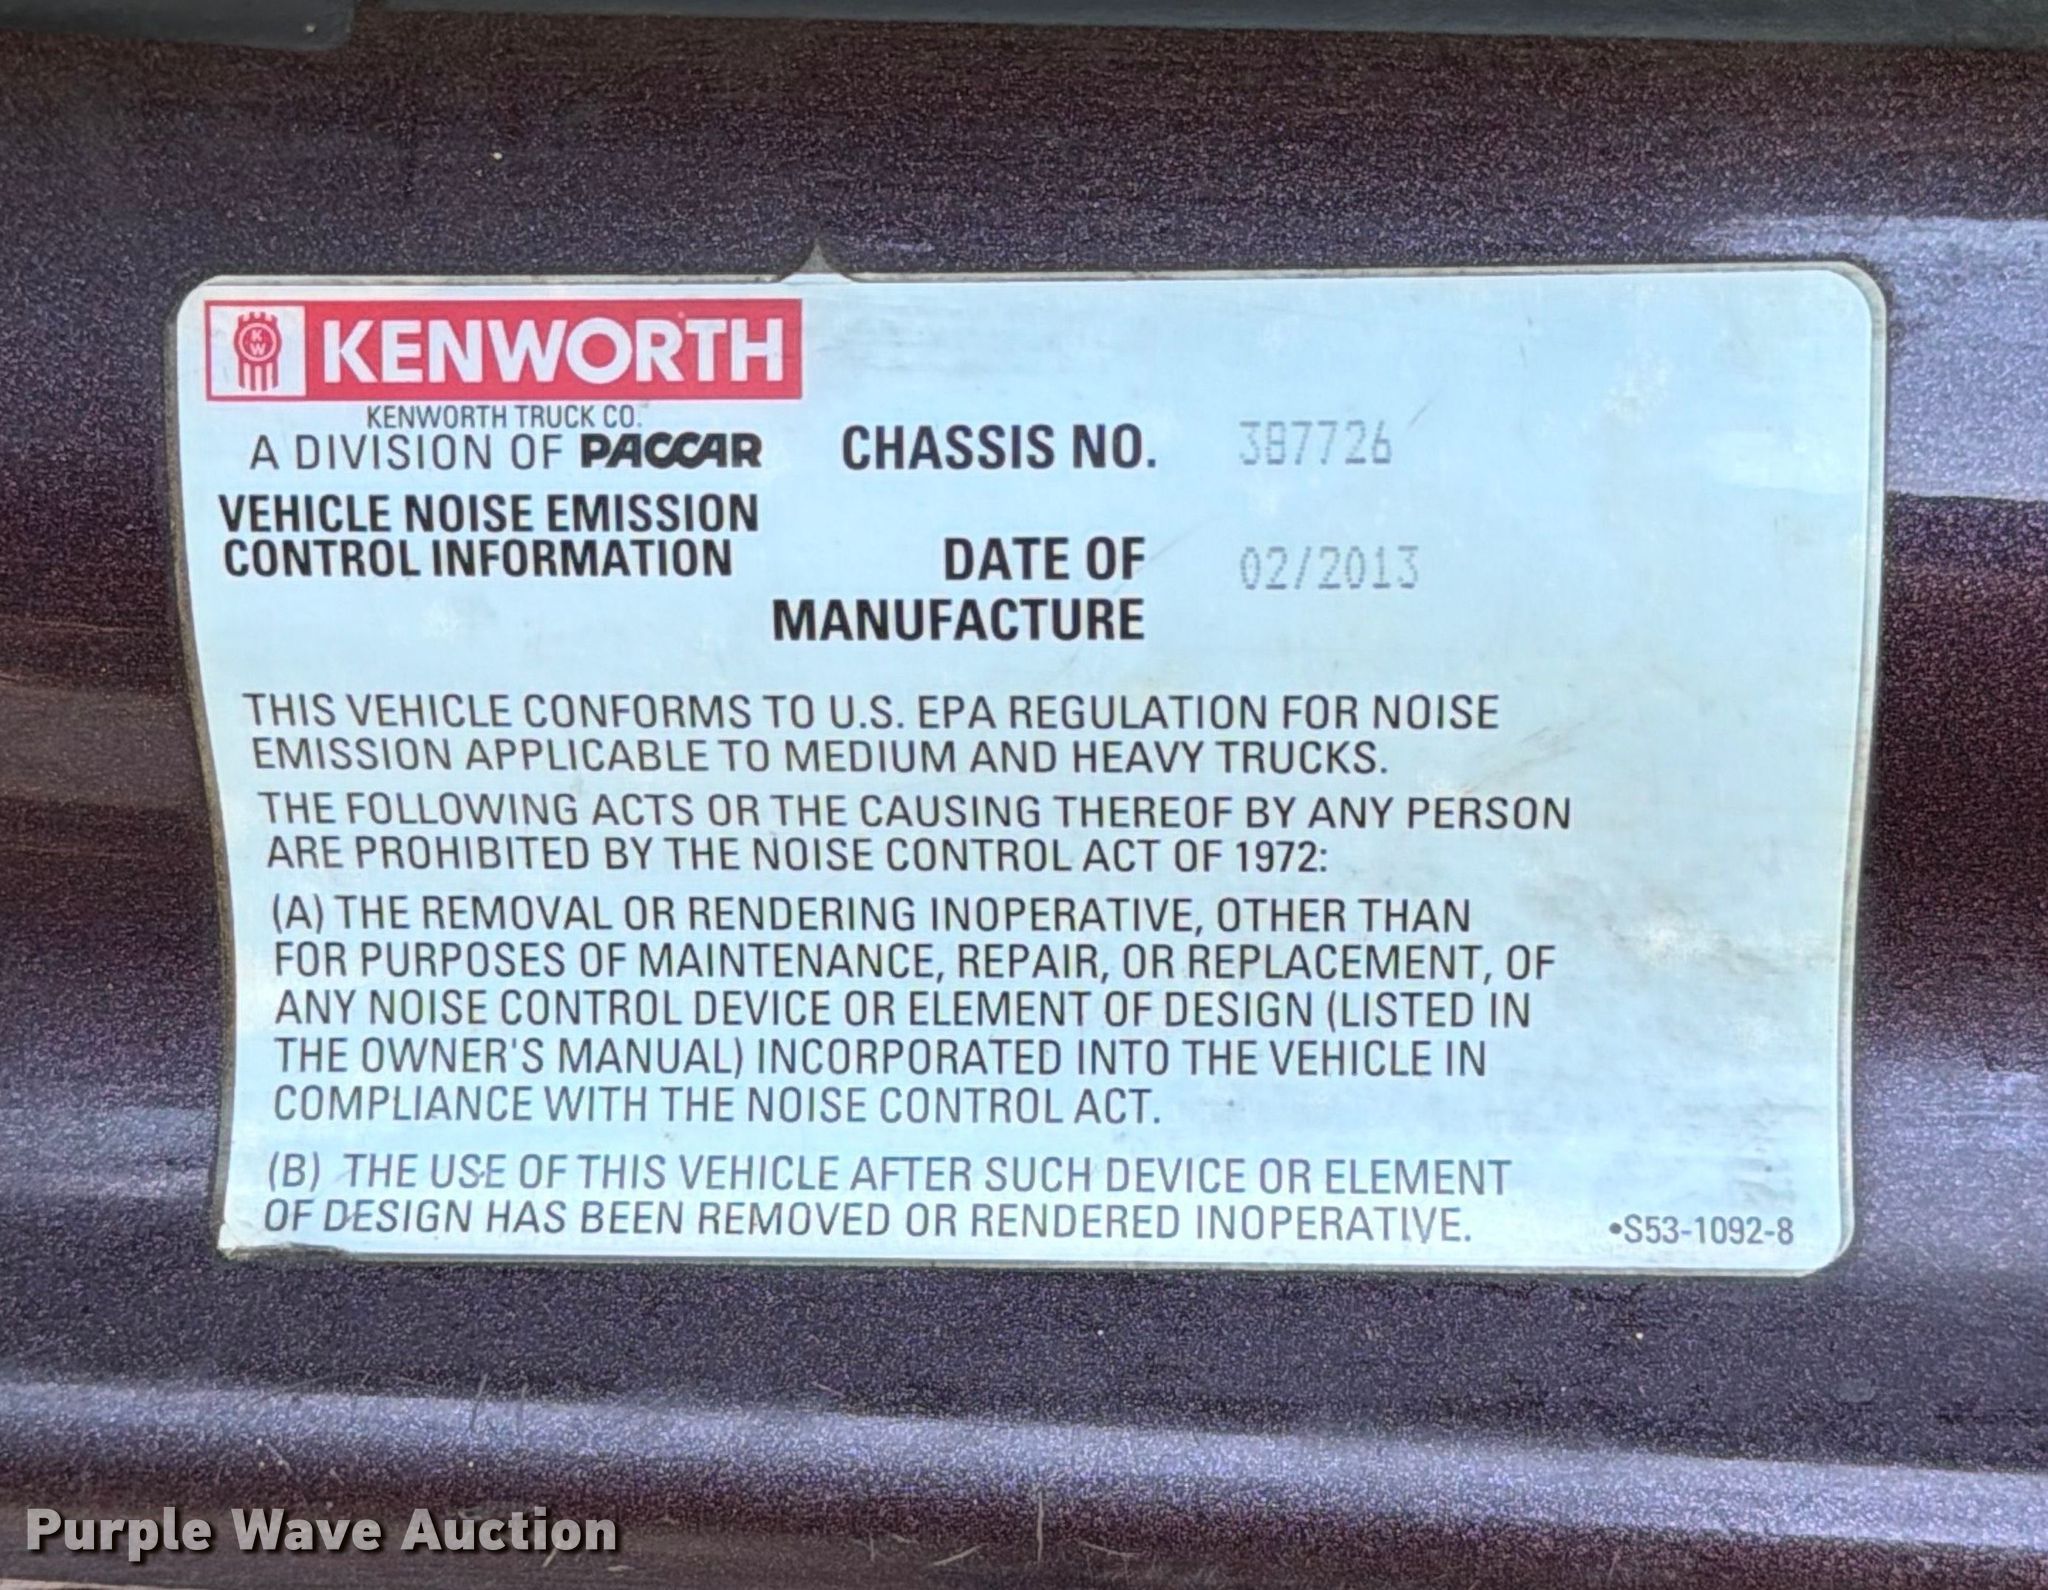 KENWORTH
KENWORTH TRUCK CO.
A DIVISION OF PACCAR
VEHICLE NOISE EMISSION
CONTROL INFORMATION
CHASSIS NO. 387726
DATE OF
MANUFACTURE
02/2013
THIS VEHICLE CONFORMS TO U.S. EPA REGULATION FOR NOISE
EMISSION APPLICABLE TO MEDIUM AND HEAVY TRUCKS.
THE FOLLOWING ACTS OR THE CAUSING THEREOF BY ANY PERSON
ARE PROHIBITED BY THE NOISE CONTROL ACT OF 1972:
(A) THE REMOVAL OR RENDERING INOPERATIVE, OTHER THAN
FOR PURPOSES OF MAINTENANCE, REPAIR, OR REPLACEMENT, OF
ANY NOISE CONTROL DEVICE OR ELEMENT OF DESIGN (LISTED IN
THE OWNER'S MANUAL) INCORPORATED INTO THE VEHICLE IN
COMPLIANCE WITH THE NOISE CONTROL ACT.
(B) THE USE OF THIS VEHICLE AFTER SUCH DEVICE OR ELEMENT
OF DESIGN HAS BEEN REMOVED OR RENDERED INOPERATIVE.
•S53-1092-8
Purple Wave Auction